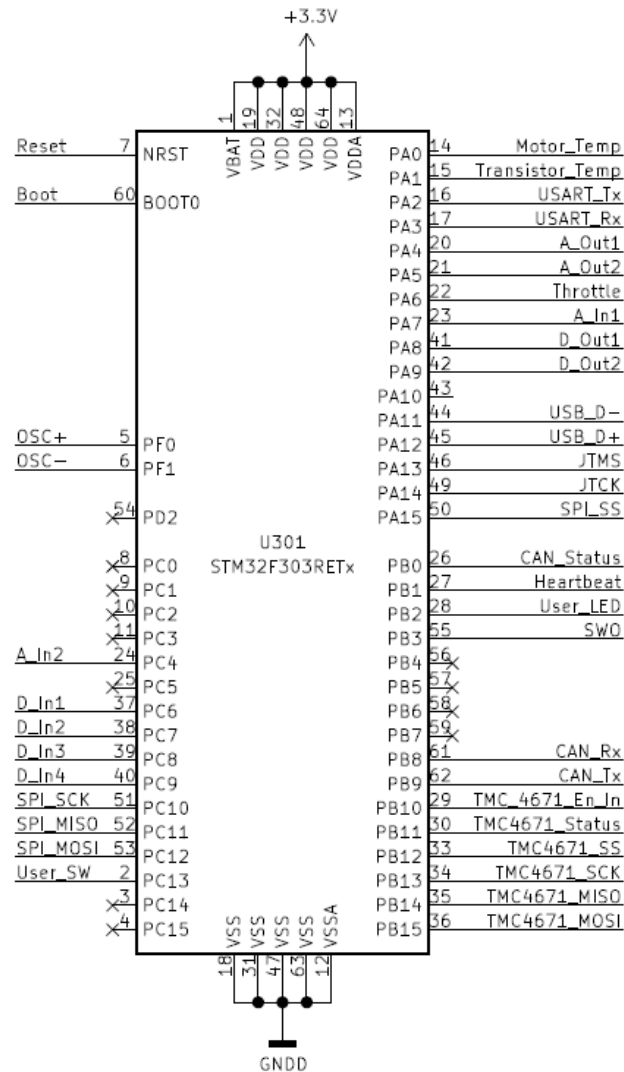 +3.3V
1 19 32 48 64 13
VBAT VDD VDD VDD VDD VDDA
Reset 7 NRST
Boot 60 BOOT0
OSC+ 5 PF0
OSC- 6 PF1
54 PD2
8 PC0
9 PC1
10 PC2
11 PC3
A_In2 24 PC4
25 PC5
D_In1 37 PC6
D_In2 38 PC7
D_In3 39 PC8
D_In4 40 PC9
SPI_SCK 51 PC10
SPI_MISO 52 PC11
SPI_MOSI 53 PC12
User_SW 2 PC13
3 PC14
4 PC15
U301
STM32F303RETx
PA0 14 Motor_Temp
PA1 15 Transistor_Temp
PA2 16 USART_Tx
PA3 17 USART_Rx
PA4 20 A_Out1
PA5 21 A_Out2
PA6 22 Throttle
PA7 23 A_In1
PA8 41 D_Out1
PA9 42 D_Out2
PA10 43
PA11 44 USB_D-
PA12 45 USB_D+
PA13 46 JTMS
PA14 49 JTCK
PA15 50 SPI_SS
PB0 26 CAN_Status
PB1 27 Heartbeat
PB2 28 User_LED
PB3 55 SWO
PB4 56
PB5 57
PB6 58
PB7 59
PB8 61 CAN_Rx
PB9 62 CAN_Tx
PB10 29 TMC_4671_En_In
PB11 30 TMC4671_Status
PB12 33 TMC4671_SS
PB13 34 TMC4671_SCK
PB14 35 TMC4671_MISO
PB15 36 TMC4671_MOSI
VSS VSS VSS VSS VSSA
18 31 47 63 12
GNDD